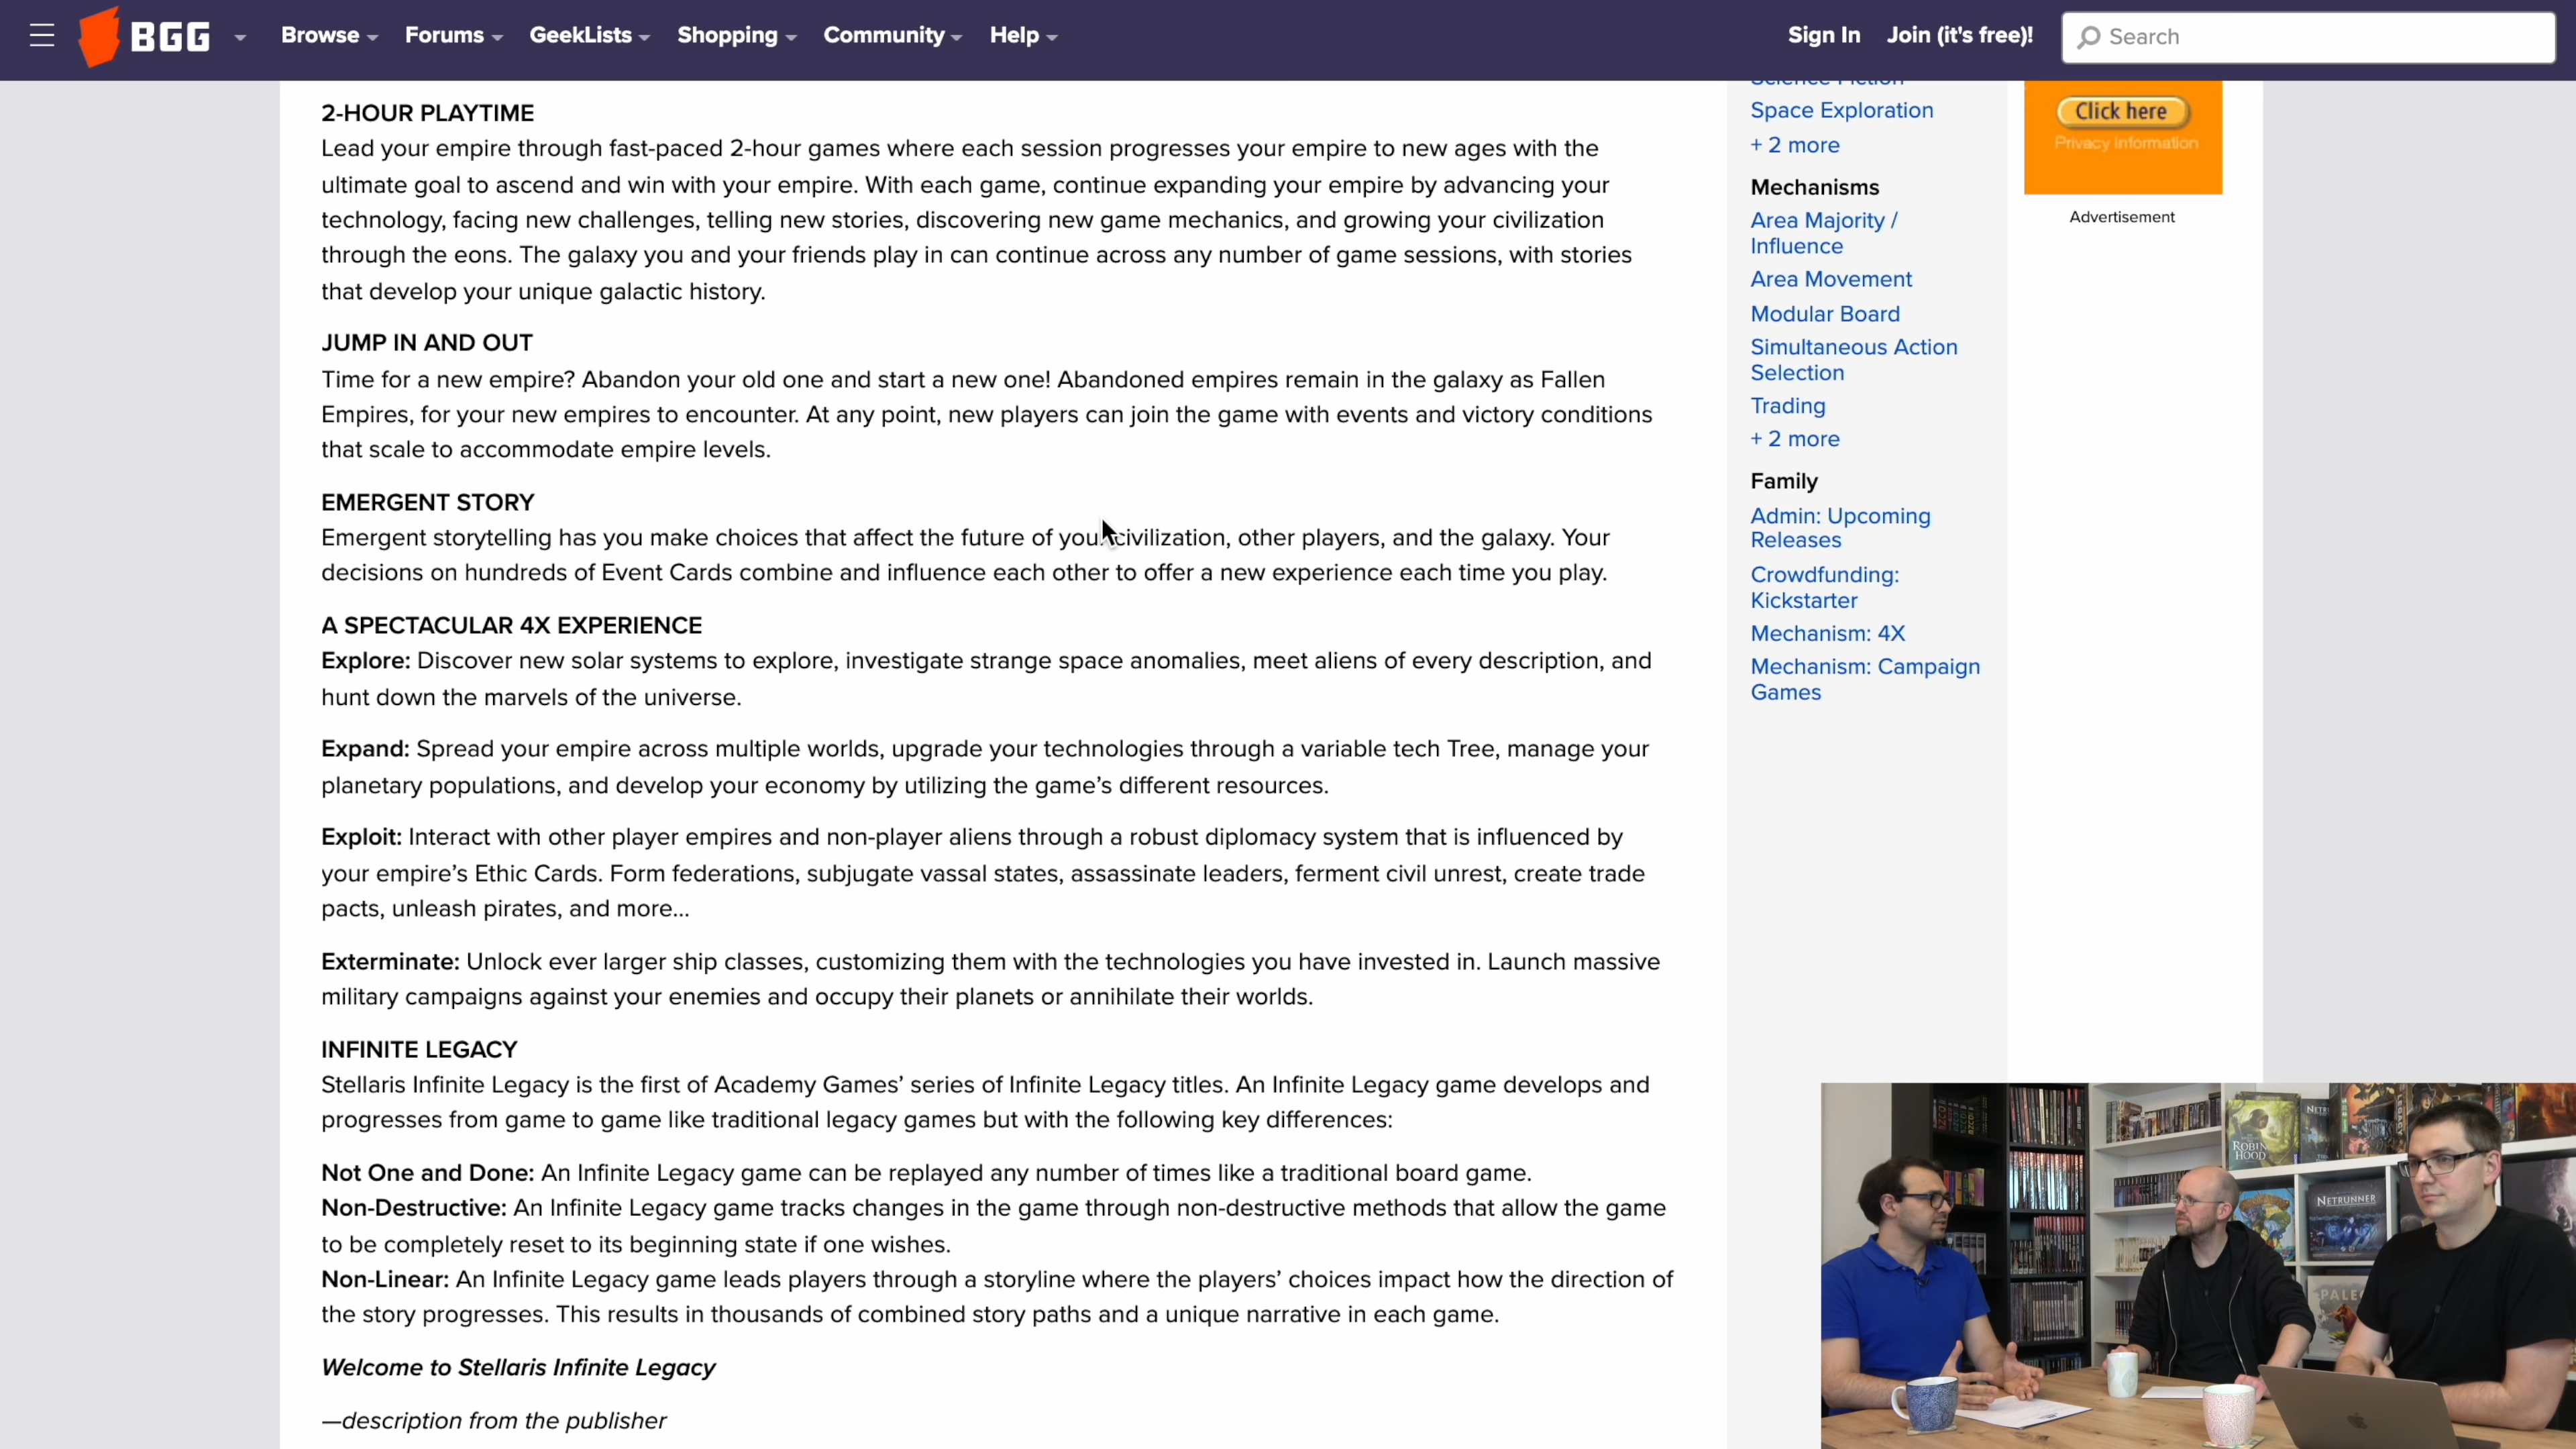 BGG
Browse
Forums
GeekLists
Shopping
Community
Help
Sign In
Join (it's free)!
Search
2-HOUR PLAYTIME
Lead your empire through fast-paced 2-hour games where each session progresses your empire to new ages with the
ultimate goal to ascend and win with your empire. With each game, continue expanding your empire by advancing your
technology, facing new challenges, telling new stories, discovering new game mechanics, and growing your civilization
through the eons. The galaxy you and your friends play in can continue across any number of game sessions, with stories
that develop your unique galactic history.
JUMP IN AND OUT
Time for a new empire? Abandon your old one and start a new one! Abandoned empires remain in the galaxy as Fallen
Empires, for your new empires to encounter. At any point, new players can join the game with events and victory conditions
that scale to accommodate empire levels.
EMERGENT STORY
Emergent storytelling has you make choices that affect the future of your civilization, other players, and the galaxy. Your
decisions on hundreds of Event Cards combine and influence each other to offer a new experience each time you play.
A SPECTACULAR 4X EXPERIENCE
Explore: Discover new solar systems to explore, investigate strange space anomalies, meet aliens of every description, and
hunt down the marvels of the universe.
Expand: Spread your empire across multiple worlds, upgrade your technologies through a variable tech Tree, manage your
planetary populations, and develop your economy by utilizing the game's different resources.
Exploit: Interact with other player empires and non-player aliens through a robust diplomacy system that is influenced by
your empire's Ethic Cards. Form federations, subjugate vassal states, assassinate leaders, ferment civil unrest, create trade
pacts, unleash pirates, and more...
Exterminate: Unlock ever larger ship classes, customizing them with the technologies you have invested in. Launch massive
military campaigns against your enemies and occupy their planets or annihilate their worlds.
INFINITE LEGACY
Stellaris Infinite Legacy is the first of Academy Games' series of Infinite Legacy titles. An Infinite Legacy game develops and
progresses from game to game like traditional legacy games but with the following key differences:
Not One and Done: An Infinite Legacy game can be replayed any number of times like a traditional board game.
Non-Destructive: An Infinite Legacy game tracks changes in the game through non-destructive methods that allow the game
to be completely reset to its beginning state if one wishes.
Non-Linear: An Infinite Legacy game leads players through a storyline where the players' choices impact how the direction of
the story progresses. This results in thousands of combined story paths and a unique narrative in each game.
Welcome to Stellaris Infinite Legacy
—description from the publisher
Science Fiction
Space Exploration
+ 2 more
Mechanisms
Area Majority /
Influence
Area Movement
Modular Board
Simultaneous Action
Selection
Trading
+ 2 more
Family
Admin: Upcoming
Releases
Crowdfunding:
Kickstarter
Mechanism: 4X
Mechanism: Campaign
Games
Click here
Privacy Information
Advertisement
ROBIN
HOOD
NETRUNNER